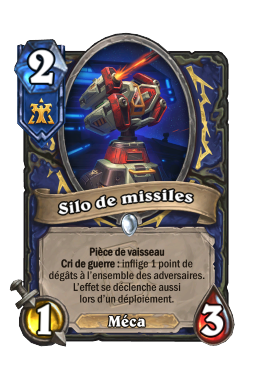 2
Silo de missiles
Pièce de vaisseau
Cri de guerre : inflige 1 point de
dégâts à l'ensemble des adversaires.
L'effet se déclenche aussi
lors d'un déploiement.
1
Méca
3